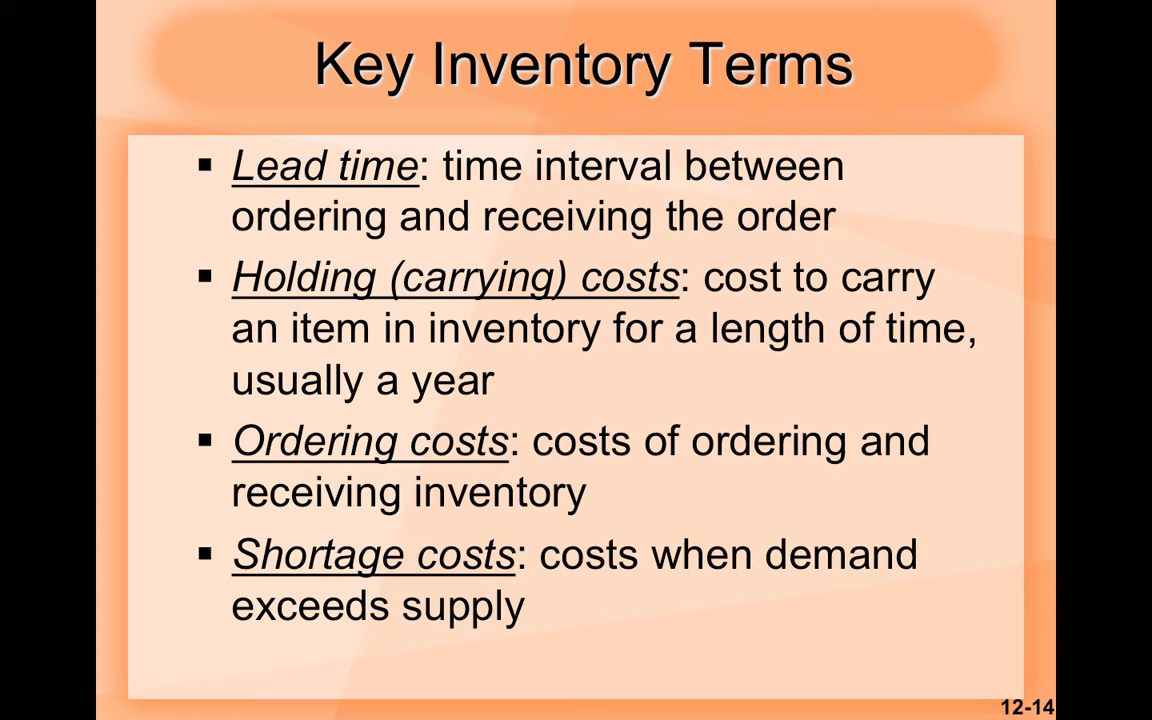 Key Inventory Terms
▪ Lead time: time interval between
ordering and receiving the order
▪ Holding (carrying) costs: cost to carry
an item in inventory for a length of time,
usually a year
▪ Ordering costs: costs of ordering and
receiving inventory
▪ Shortage costs: costs when demand
exceeds supply
12-14